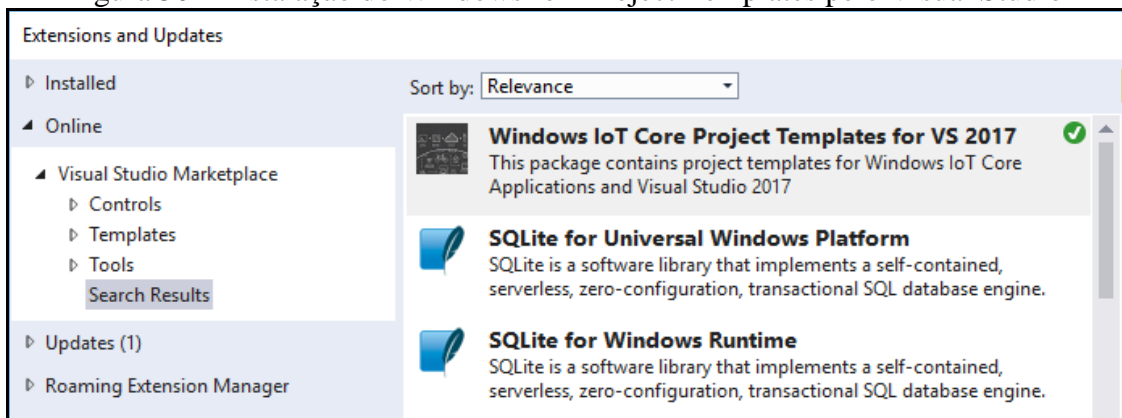 Extensions and Updates
Installed
Online
Visual Studio Marketplace
Controls
Templates
Tools
Search Results
Updates (1)
Roaming Extension Manager
Sort by: Relevance
Windows IoT Core Project Templates for VS 2017
This package contains project templates for Windows IoT Core
Applications and Visual Studio 2017
SQLite for Universal Windows Platform
SQLite is a software library that implements a self-contained,
serverless, zero-configuration, transactional SQL database engine.
SQLite for Windows Runtime
SQLite is a software library that implements a self-contained,
serverless, zero-configuration, transactional SQL database engine.